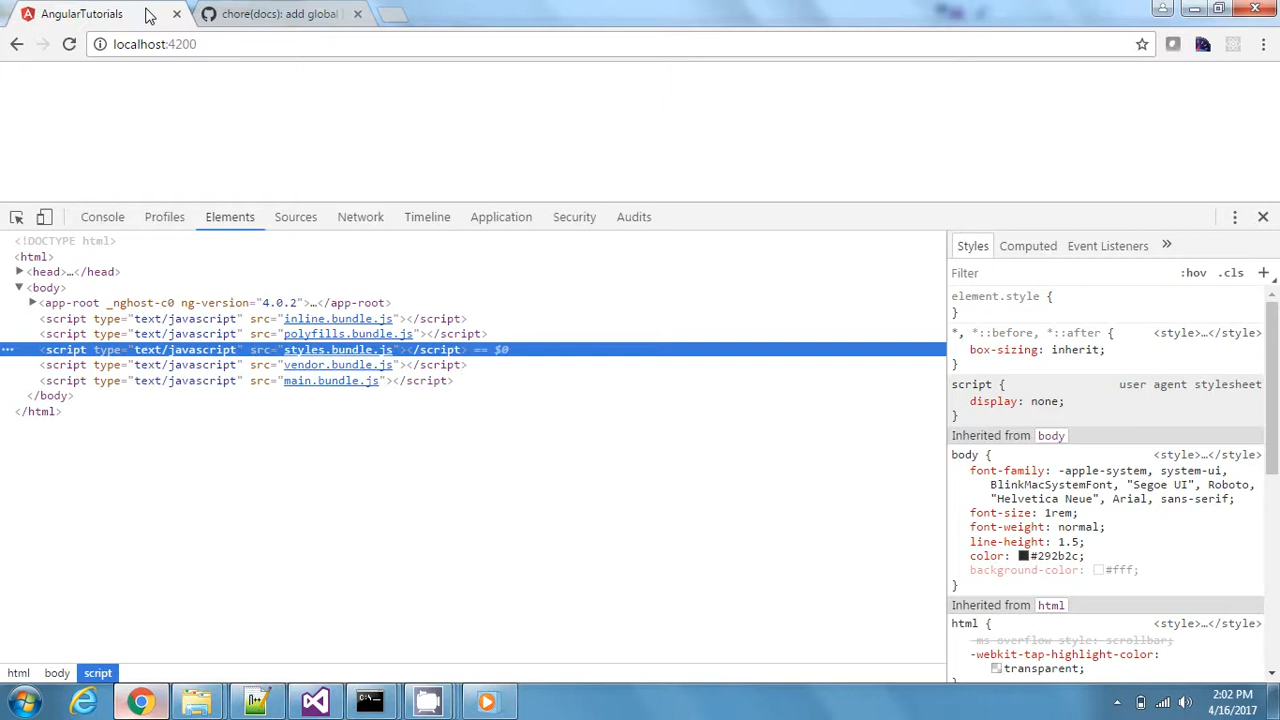 AngularTutorials
chore(docs): add global
localhost:4200
Console Profiles Elements Sources Network Timeline Application Security Audits
<!DOCTYPE html>
<html>
<head>…</head>
<body>
<app-root _nghost-c0 ng-version="4.0.2">…</app-root>
<script type="text/javascript" src="inline.bundle.js"></script>
<script type="text/javascript" src="polyfills.bundle.js"></script>
<script type="text/javascript" src="styles.bundle.js"></script> == $0
<script type="text/javascript" src="vendor.bundle.js"></script>
<script type="text/javascript" src="main.bundle.js"></script>
</body>
</html>
Styles Computed Event Listeners »
Filter :hov .cls +
element.style {
}
*, *::before, *::after { <style>…</style>
box-sizing: inherit;
}
script { user agent stylesheet
display: none;
}
Inherited from body
body { <style>…</style>
font-family: -apple-system, system-ui,
BlinkMacSystemFont, "Segoe UI", Roboto,
"Helvetica Neue", Arial, sans-serif;
font-size: 1rem;
font-weight: normal;
line-height: 1.5;
color: #292b2c;
background-color: #fff;
}
Inherited from html
html { <style>…</style>
-ms-overflow-style: scrollbar;
-webkit-tap-highlight-color:
transparent;
html body script
2:02 PM
4/16/2017